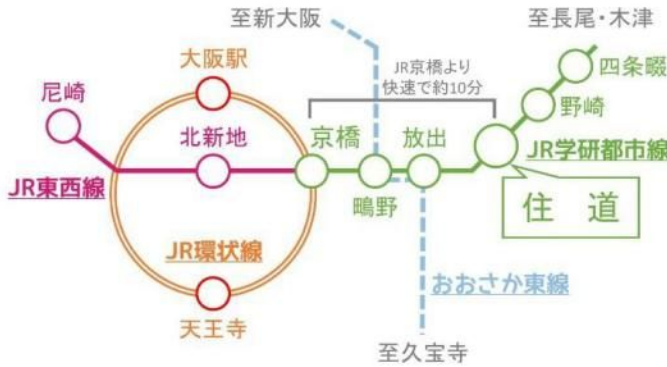 至新大阪
至長尾・木津
大阪駅
JR京橋より
快速で約10分
四条畷
尼崎
野崎
北新地
京橋
放出
JR学研都市線
JR東西線
鴫野
住道
JR環状線
おおさか東線
天王寺
至久宝寺